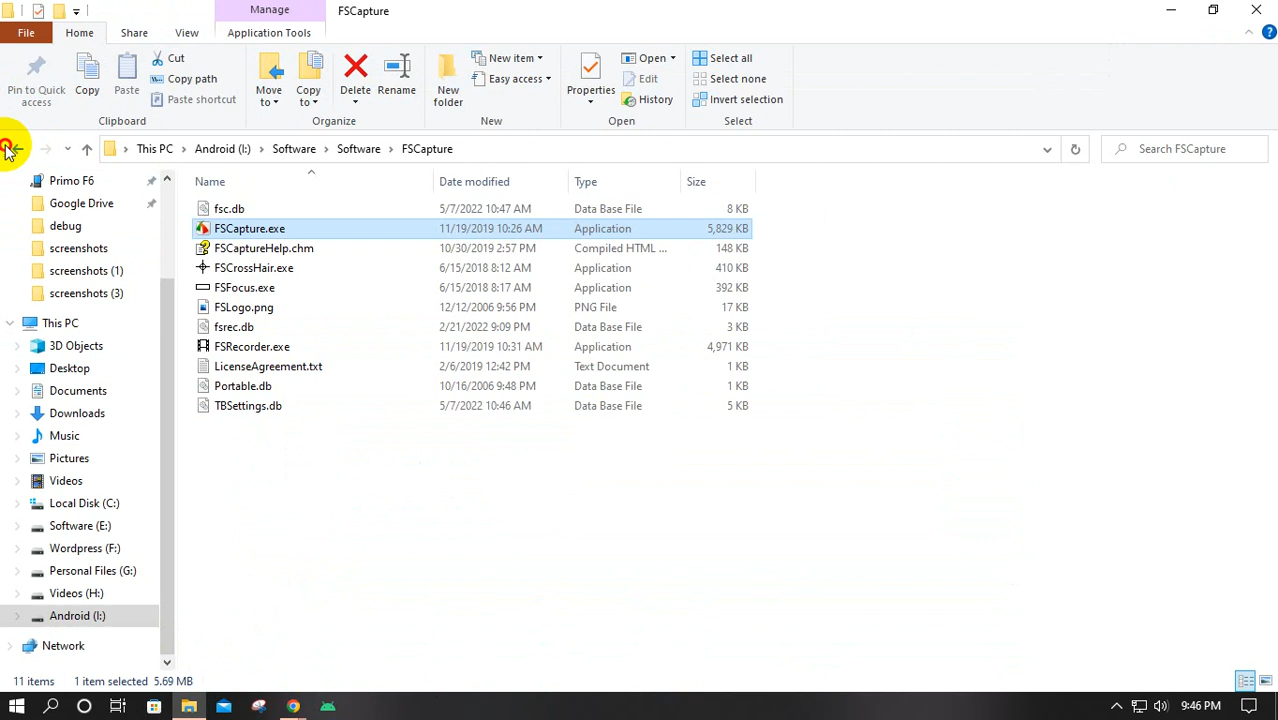 Manage
FSCapture
File
Home
Share
View
Application Tools
Pin to Quick access
Copy
Paste
Cut
Copy path
Paste shortcut
Clipboard
Move to
Copy to
Delete
Rename
Organize
New folder
New item
Easy access
New
Properties
Open
Edit
History
Open
Select all
Select none
Invert selection
Select
This PC > Android (I:) > Software > Software > FSCapture
Search FSCapture
Primo F6
Google Drive
debug
screenshots
screenshots (1)
screenshots (3)
This PC
3D Objects
Desktop
Documents
Downloads
Music
Pictures
Videos
Local Disk (C:)
Software (E:)
Wordpress (F:)
Personal Files (G:)
Videos (H:)
Android (I:)
Network
Name Date modified Type Size
fsc.db 5/7/2022 10:47 AM Data Base File 8 KB
FSCapture.exe 11/19/2019 10:26 AM Application 5,829 KB
FSCaptureHelp.chm 10/30/2019 2:57 PM Compiled HTML ... 148 KB
FSCrossHair.exe 6/15/2018 8:12 AM Application 410 KB
FSFocus.exe 6/15/2018 8:17 AM Application 392 KB
FSLogo.png 12/12/2006 9:56 PM PNG File 17 KB
fsrec.db 2/21/2022 9:09 PM Data Base File 3 KB
FSRecorder.exe 11/19/2019 10:31 AM Application 4,971 KB
LicenseAgreement.txt 2/6/2019 12:42 PM Text Document 1 KB
Portable.db 10/16/2006 9:48 PM Data Base File 1 KB
TBSettings.db 5/7/2022 10:46 AM Data Base File 5 KB
11 items 1 item selected 5.69 MB
9:46 PM